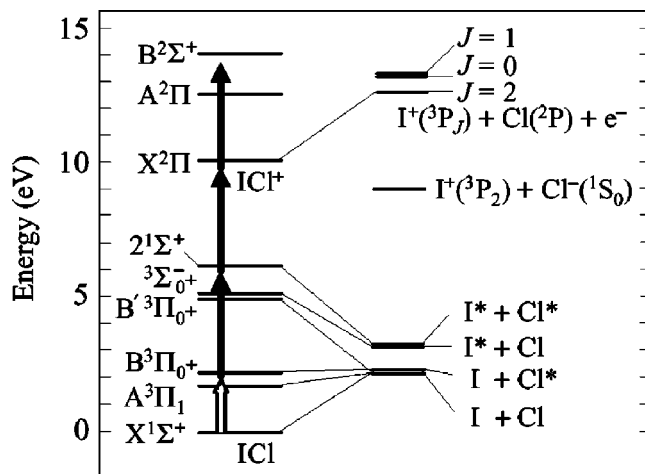 15
10
5
0
Energy (eV)
B²Σ⁺
A²Π
X²Π
ICl⁺
2¹Σ⁺
³Σ⁻₀⁺
B′ ³Π₀⁺
B³Π₀⁺
A³Π₁
X¹Σ⁺
ICl
J = 1
J = 0
J = 2
I⁺(³P_J) + Cl(²P) + e⁻
I⁺(³P₂) + Cl⁻(¹S₀)
I* + Cl*
I* + Cl
I + Cl*
I + Cl